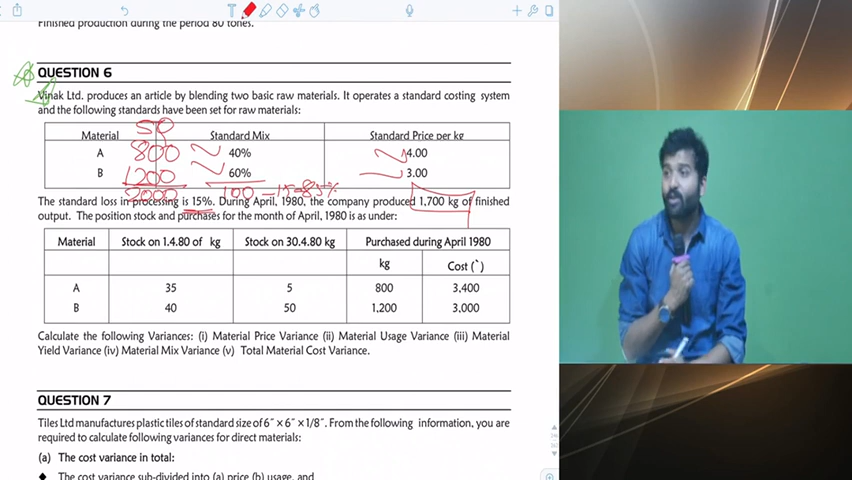 Finished production during the period 80 tones.
QUESTION 6
Vinak Ltd. produces an article by blending two basic raw materials. It operates a standard costing system
and the following standards have been set for raw materials:
SQ
Material Standard Mix Standard Price per kg
A 800 40% 4.00
B 1200 60% 3.00
2000 100 - 15 = 85%
The standard loss in processing is 15%. During April, 1980, the company produced 1,700 kg of finished
output. The position stock and purchases for the month of April, 1980 is as under:
Material Stock on 1.4.80 of kg Stock on 30.4.80 kg Purchased during April 1980
kg Cost (`)
A 35 5 800 3,400
B 40 50 1,200 3,000
Calculate the following Variances: (i) Material Price Variance (ii) Material Usage Variance (iii) Material
Yield Variance (iv) Material Mix Variance (v) Total Material Cost Variance.
QUESTION 7
Tiles Ltd manufactures plastic tiles of standard size of 6″ × 6″ × 1/8″. From the following information, you are
required to calculate following variances for direct materials:
(a) The cost variance in total:
◆ The cost variance sub-divided into (a) price (b) usage, and